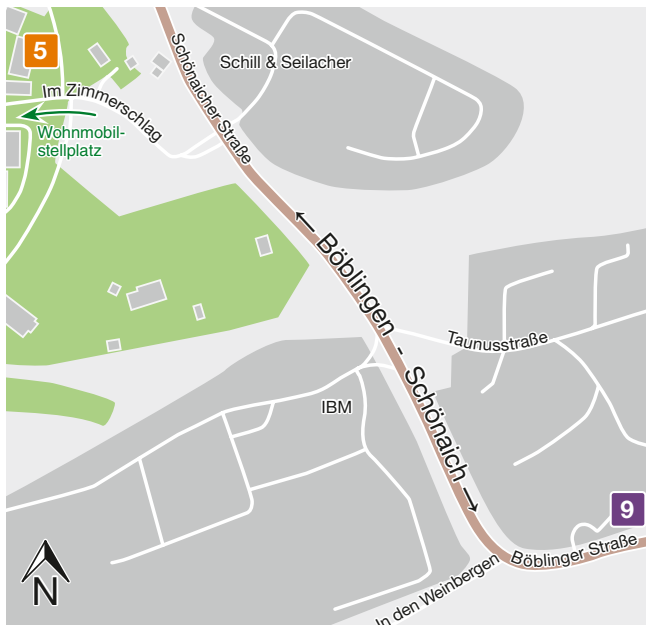 5
Schill & Seilacher
Schönaicher Straße
Im Zimmerschlag
Wohnmobil-
stellplatz
← Böblingen - Schönaich →
Taunusstraße
IBM
9
Böblinger Straße
In den Weinbergen
N